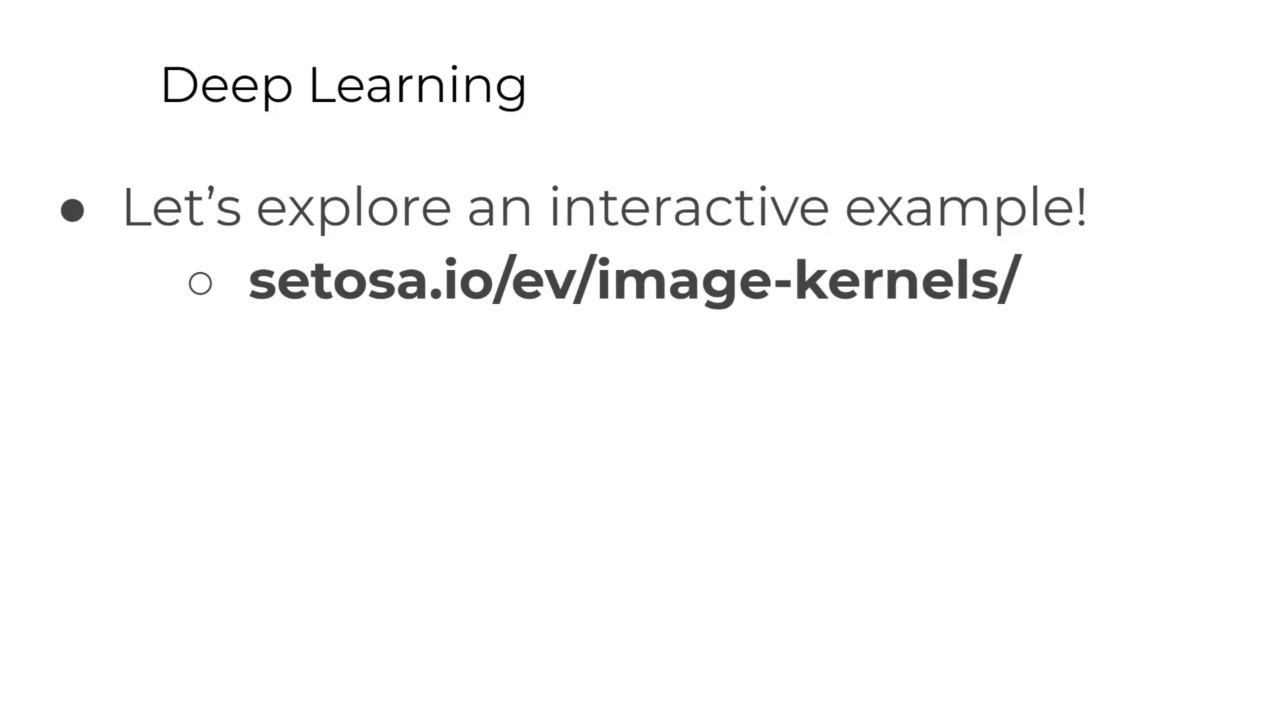 Deep Learning
● Let’s explore an interactive example!
○ setosa.io/ev/image-kernels/